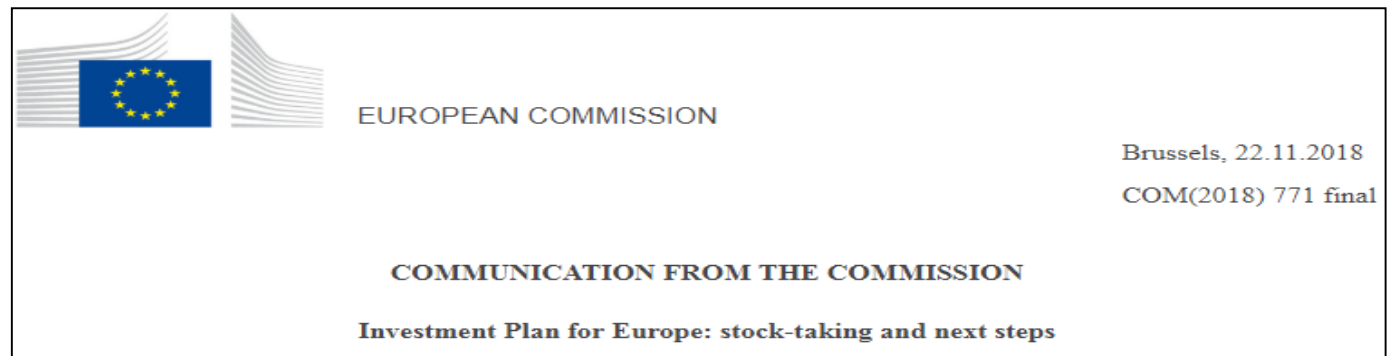 EUROPEAN COMMISSION
Brussels, 22.11.2018
COM(2018) 771 final
COMMUNICATION FROM THE COMMISSION
Investment Plan for Europe: stock-taking and next steps